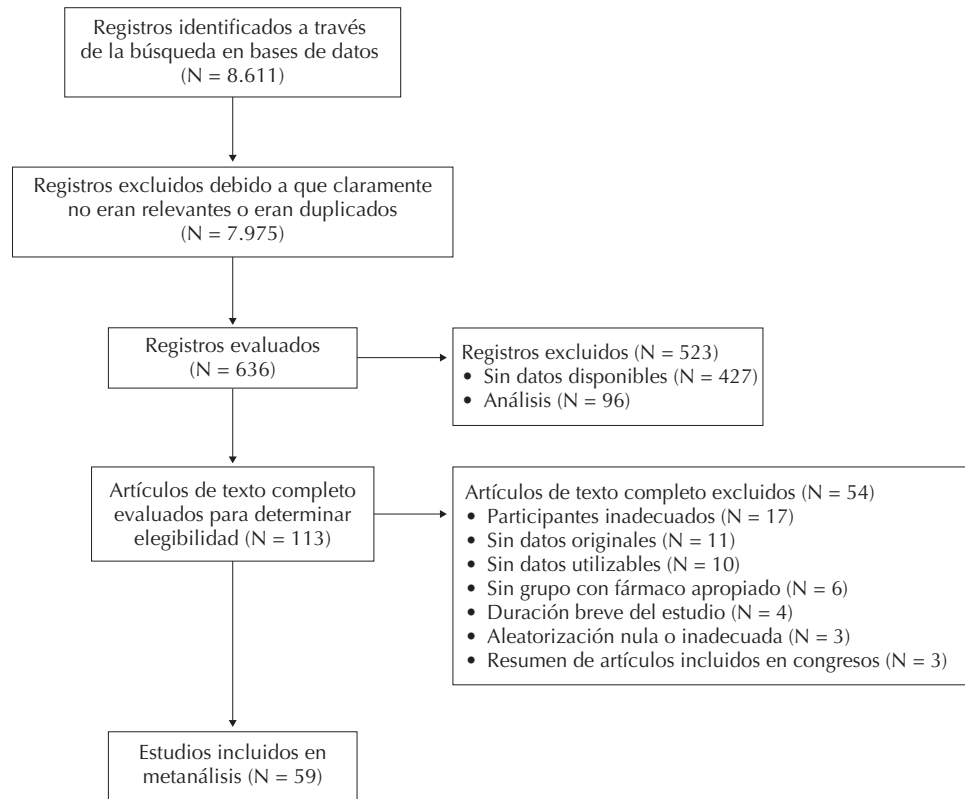 Registros identificados a través
de la búsqueda en bases de datos
(N = 8.611)
Registros excluidos debido a que claramente
no eran relevantes o eran duplicados
(N = 7.975)
Registros evaluados
(N = 636)
Registros excluidos (N = 523)
• Sin datos disponibles (N = 427)
• Análisis (N = 96)
Artículos de texto completo
evaluados para determinar
elegibilidad (N = 113)
Artículos de texto completo excluidos (N = 54)
• Participantes inadecuados (N = 17)
• Sin datos originales (N = 11)
• Sin datos utilizables (N = 10)
• Sin grupo con fármaco apropiado (N = 6)
• Duración breve del estudio (N = 4)
• Aleatorización nula o inadecuada (N = 3)
• Resumen de artículos incluidos en congresos (N = 3)
Estudios incluidos en
metanálisis (N = 59)